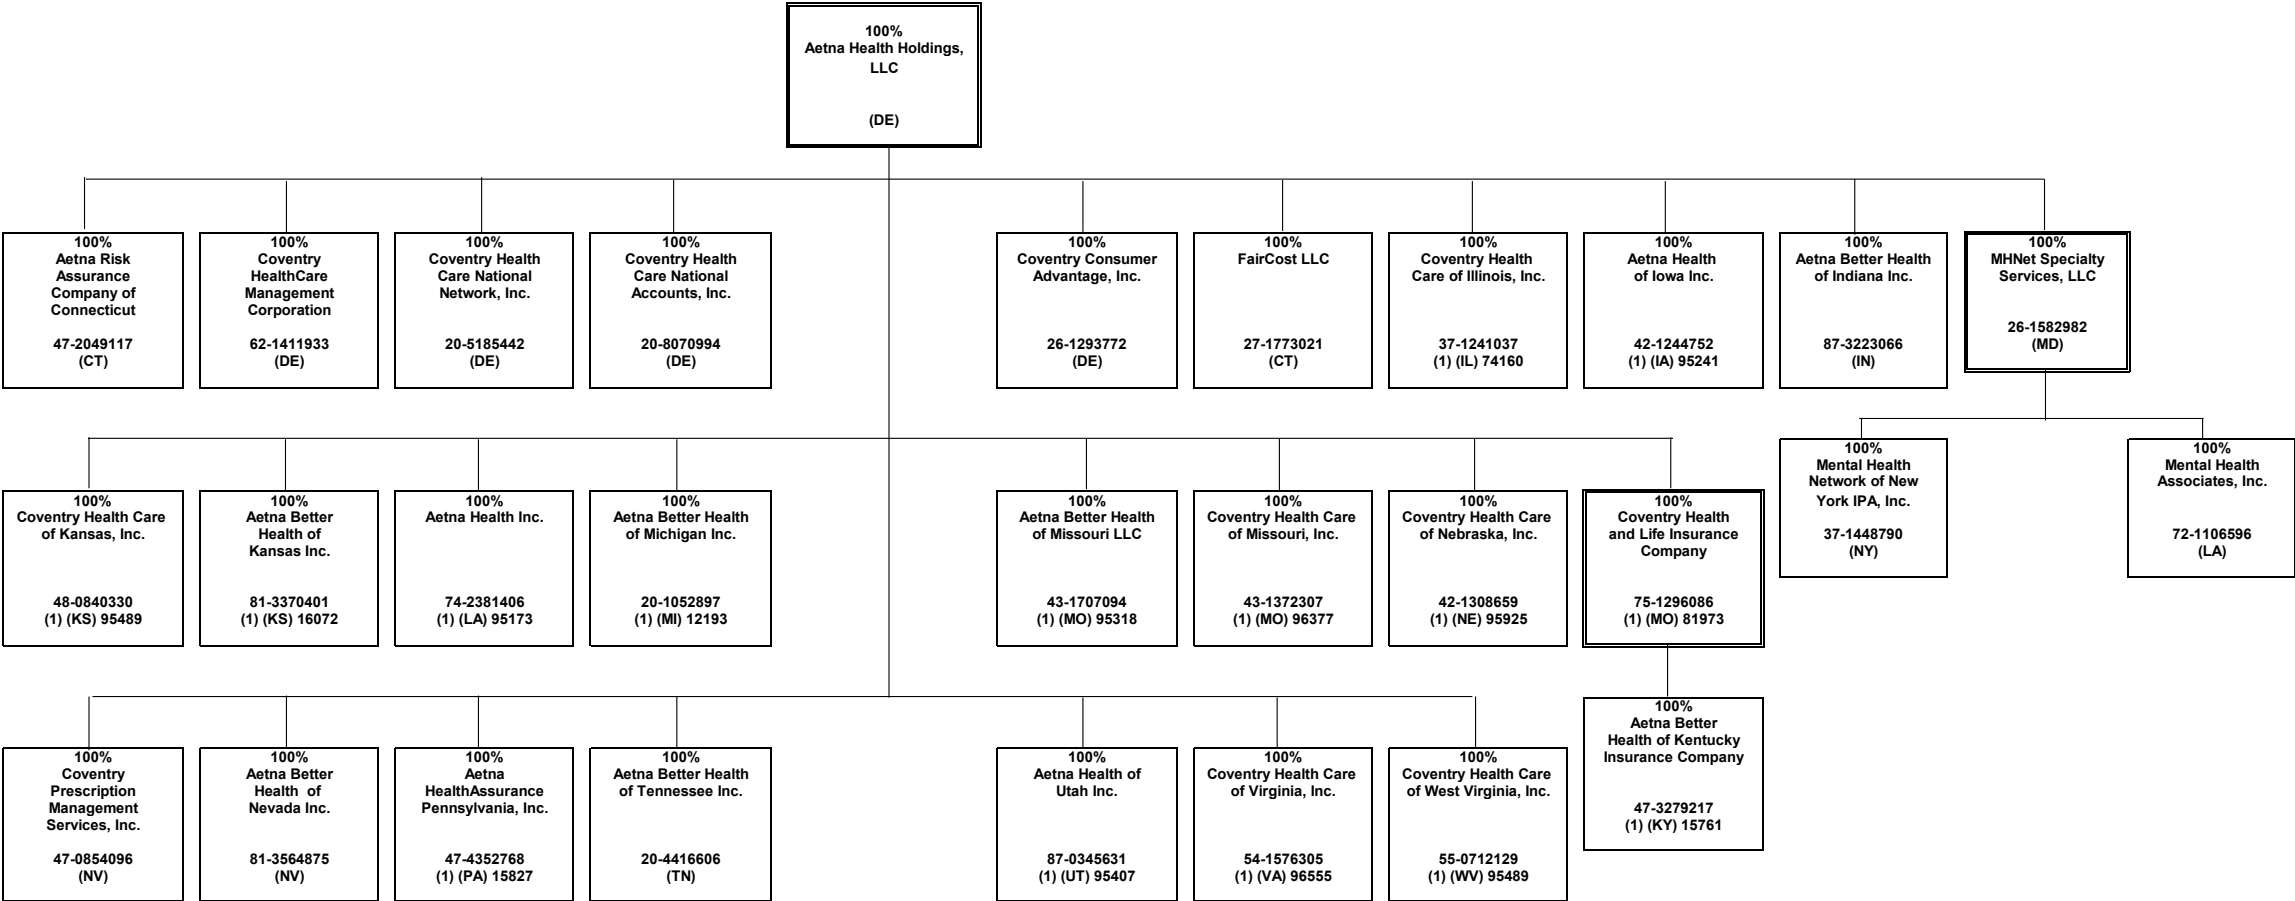 100%
Aetna Health Holdings,
LLC
(DE)
100%
Aetna Risk
Assurance
Company of
Connecticut
47-2049117
(CT)
100%
Coventry
HealthCare
Management
Corporation
62-1411933
(DE)
100%
Coventry Health
Care National
Network, Inc.
20-5185442
(DE)
100%
Coventry Health
Care National
Accounts, Inc.
20-8070994
(DE)
100%
Coventry Consumer
Advantage, Inc.
26-1293772
(DE)
100%
FairCost LLC
27-1773021
(CT)
100%
Coventry Health
Care of Illinois, Inc.
37-1241037
(1) (IL) 74160
100%
Aetna Health
of Iowa Inc.
42-1244752
(1) (IA) 95241
100%
Aetna Better Health
of Indiana Inc.
87-3223066
(IN)
100%
MHNet Specialty
Services, LLC
26-1582982
(MD)
100%
Mental Health
Network of New
York IPA, Inc.
37-1448790
(NY)
100%
Mental Health
Associates, Inc.
72-1106596
(LA)
100%
Coventry Health Care
of Kansas, Inc.
48-0840330
(1) (KS) 95489
100%
Aetna Better
Health of
Kansas Inc.
81-3370401
(1) (KS) 16072
100%
Aetna Health Inc.
74-2381406
(1) (LA) 95173
100%
Aetna Better Health
of Michigan Inc.
20-1052897
(1) (MI) 12193
100%
Aetna Better Health
of Missouri LLC
43-1707094
(1) (MO) 95318
100%
Coventry Health Care
of Missouri, Inc.
43-1372307
(1) (MO) 96377
100%
Coventry Health Care
of Nebraska, Inc.
42-1308659
(1) (NE) 95925
100%
Coventry Health
and Life Insurance
Company
75-1296086
(1) (MO) 81973
100%
Aetna Better
Health of Kentucky
Insurance Company
47-3279217
(1) (KY) 15761
100%
Coventry
Prescription
Management
Services, Inc.
47-0854096
(NV)
100%
Aetna Better
Health of
Nevada Inc.
81-3564875
(NV)
100%
Aetna
HealthAssurance
Pennsylvania, Inc.
47-4352768
(1) (PA) 15827
100%
Aetna Better Health
of Tennessee Inc.
20-4416606
(TN)
100%
Aetna Health of
Utah Inc.
87-0345631
(1) (UT) 95407
100%
Coventry Health Care
of Virginia, Inc.
54-1576305
(1) (VA) 96555
100%
Coventry Health Care
of West Virginia, Inc.
55-0712129
(1) (WV) 95489